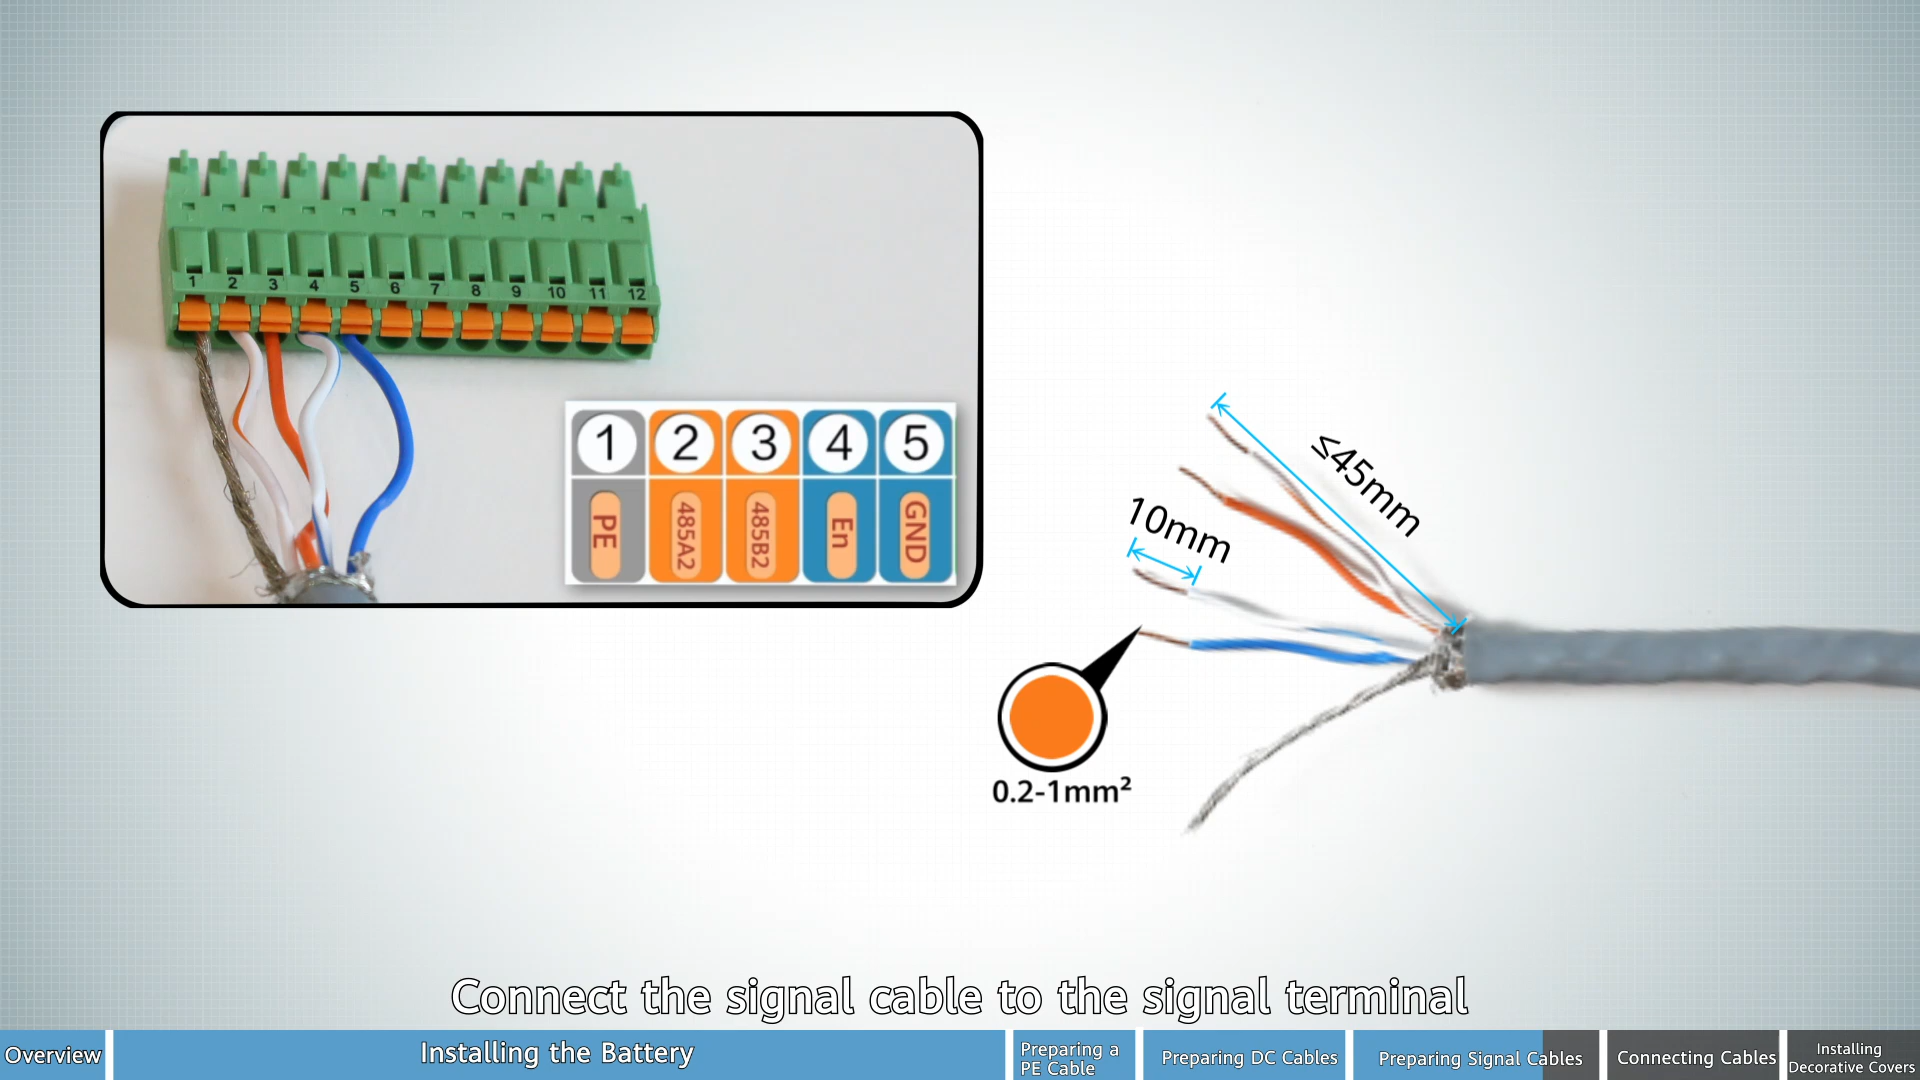 1 2 3 4 5 6 7 8 9 10 11 12
1 2 3 4 5
PE 485A2 485B2 En GND
≤45mm
10mm
0.2-1mm²
Connect the signal cable to the signal terminal
Overview
Installing the Battery
Preparing a
PE Cable
Preparing DC Cables
Preparing Signal Cables
Connecting Cables
Installing
Decorative Covers